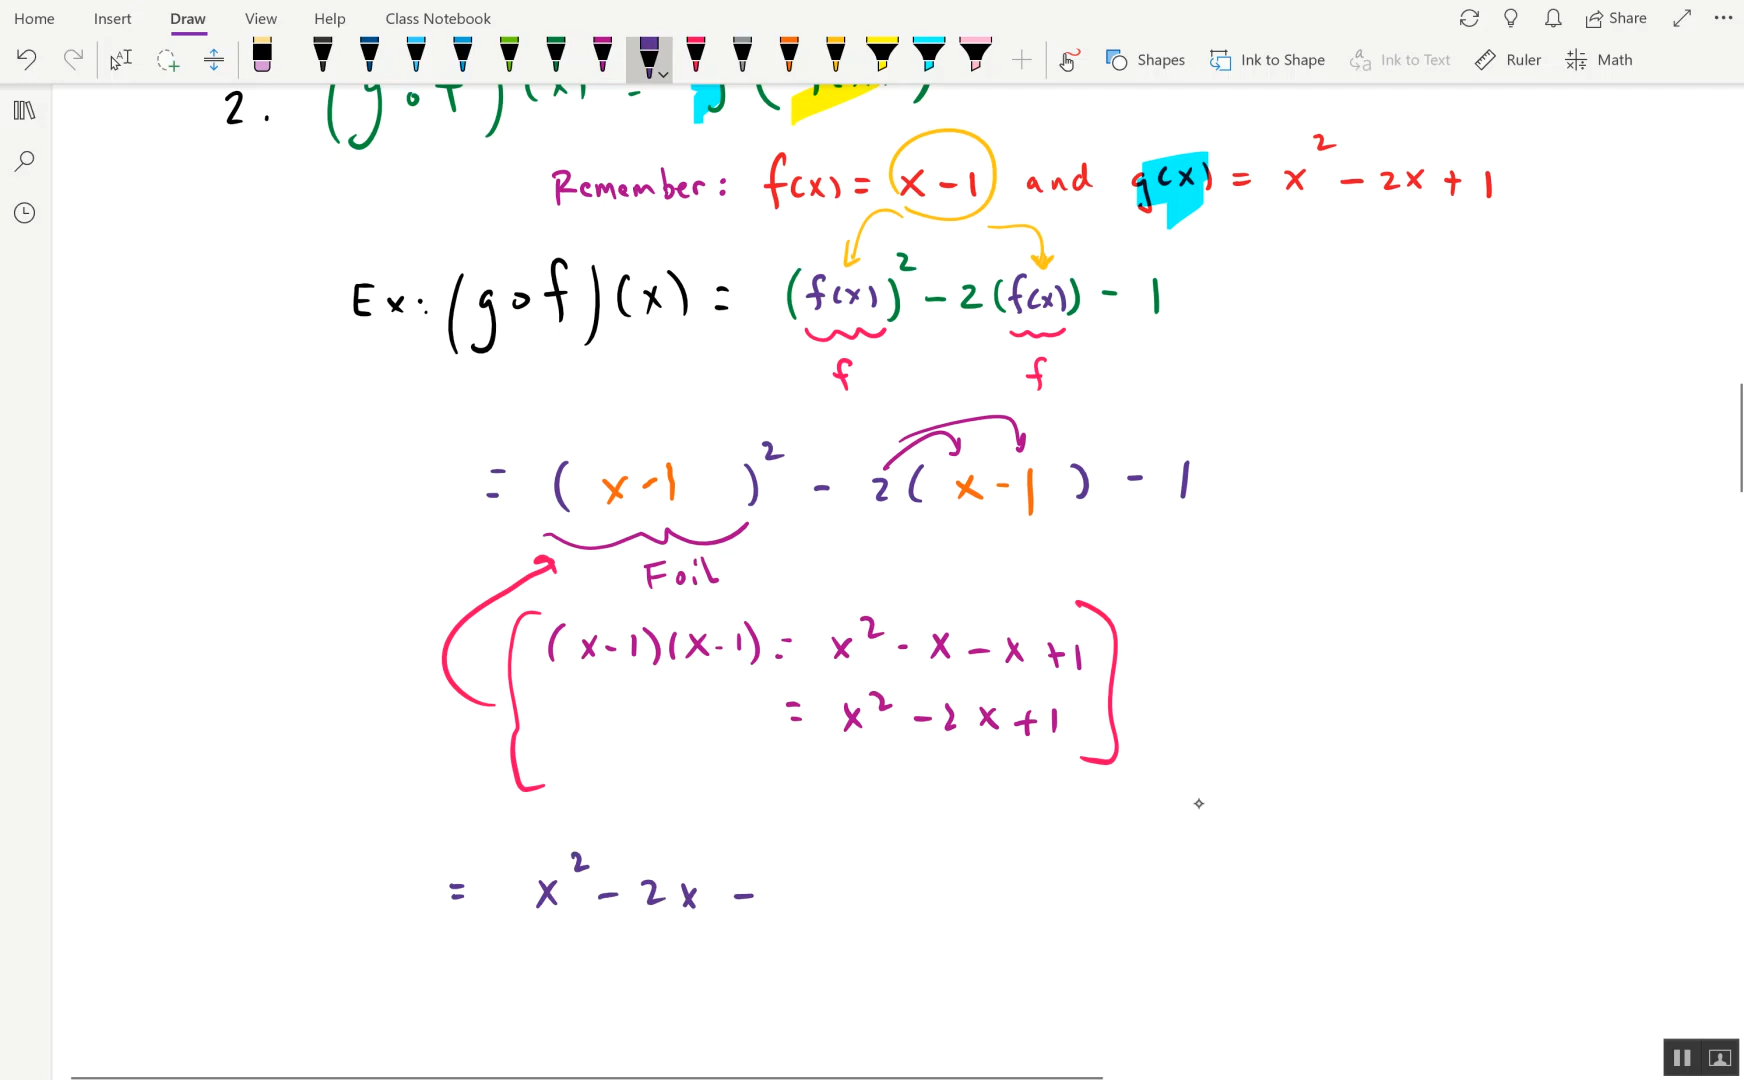 Home Insert Draw View Help Class Notebook Share
Shapes Ink to Shape Ink to Text Ruler Math
2. (g∘f)(x) = g( )
Remember: f(x) = x - 1 and g(x) = x² - 2x + 1
Ex: (g∘f)(x) = (f(x))² - 2(f(x)) - 1
f f
= ( x-1 )² - 2( x-1 ) - 1
Foil
(x-1)(x-1) = x² - x - x +1
= x² - 2x +1
= x² - 2x -